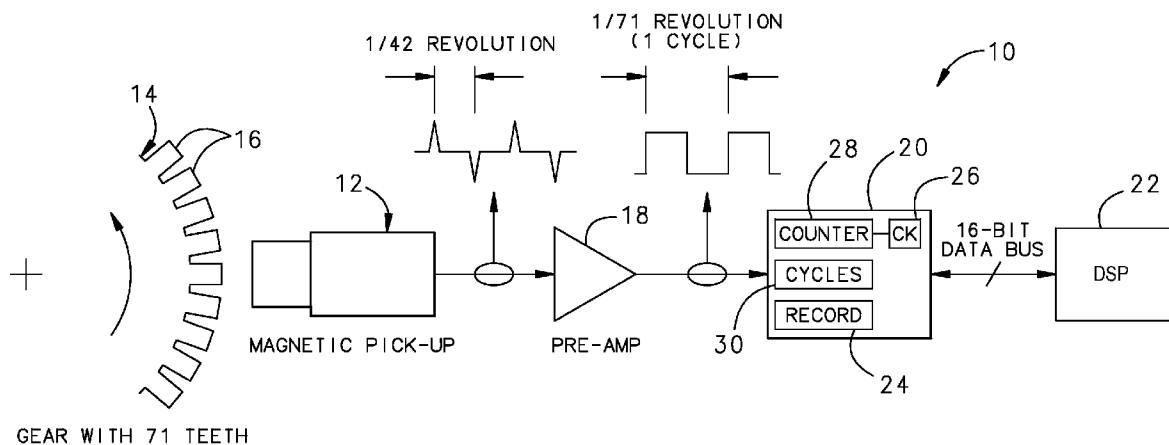 1/71 REVOLUTION
(1 CYCLE)
1/42 REVOLUTION
10
14
16
12
18
28
20
26
22
COUNTER
CK
16-BIT
DATA BUS
DSP
CYCLES
RECORD
30
24
MAGNETIC PICK-UP
PRE-AMP
GEAR WITH 71 TEETH